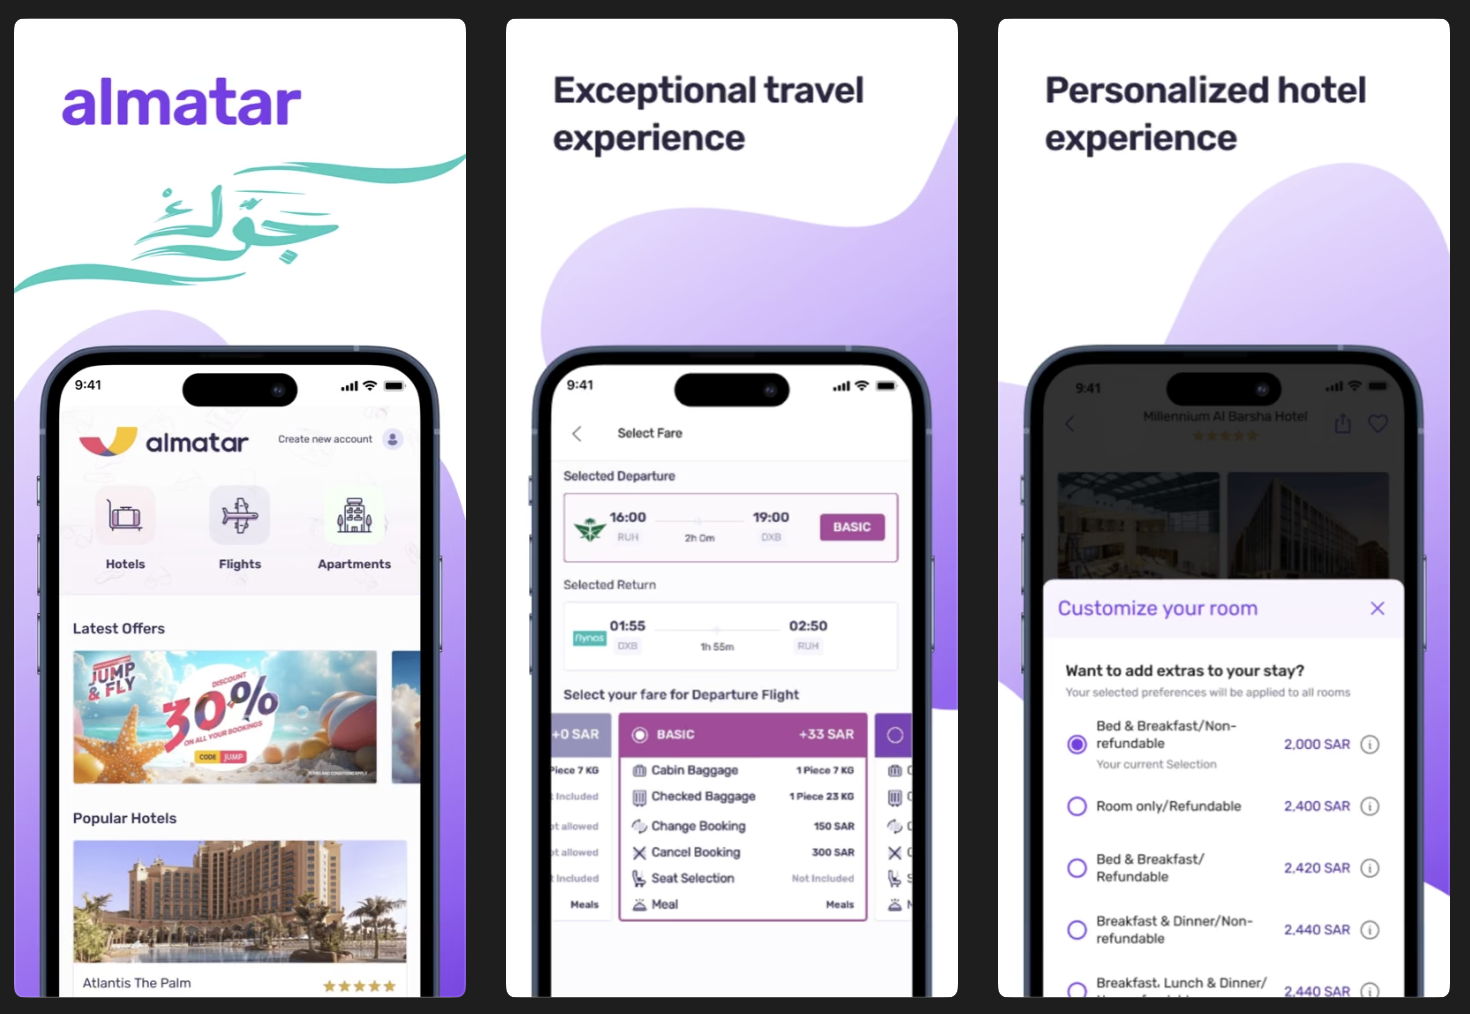 almatar
جوّك
9:41
almatar
Create new account
Hotels
Flights
Apartments
Latest Offers
JUMP
& FLY
DISCOUNT
30%
ON ALL YOUR BOOKINGS
CODE JUMP
Popular Hotels
Atlantis The Palm
Exceptional travel
experience
9:41
Select Fare
Selected Departure
16:00 19:00
RUH 2h 0m DXB
BASIC
Selected Return
flynas
01:55 02:50
DXB 1h 55m RUH
Select your fare for Departure Flight
+0 SAR BASIC +33 SAR
Piece 7 KG Cabin Baggage 1 Piece 7 KG
Included Checked Baggage 1 Piece 23 KG
allowed Change Booking 150 SAR
allowed Cancel Booking 300 SAR
Included Seat Selection Not Included
Meals Meal Meals
Personalized hotel
experience
9:41
Millennium Al Barsha Hotel
Customize your room
Want to add extras to your stay?
Your selected preferences will be applied to all rooms
Bed & Breakfast/Non-
refundable
2,000 SAR
Your current Selection
Room only/Refundable 2,400 SAR
Bed & Breakfast/
Refundable
2,420 SAR
Breakfast & Dinner/Non-
refundable
2,440 SAR
Breakfast, Lunch & Dinner/
2,440 SAR